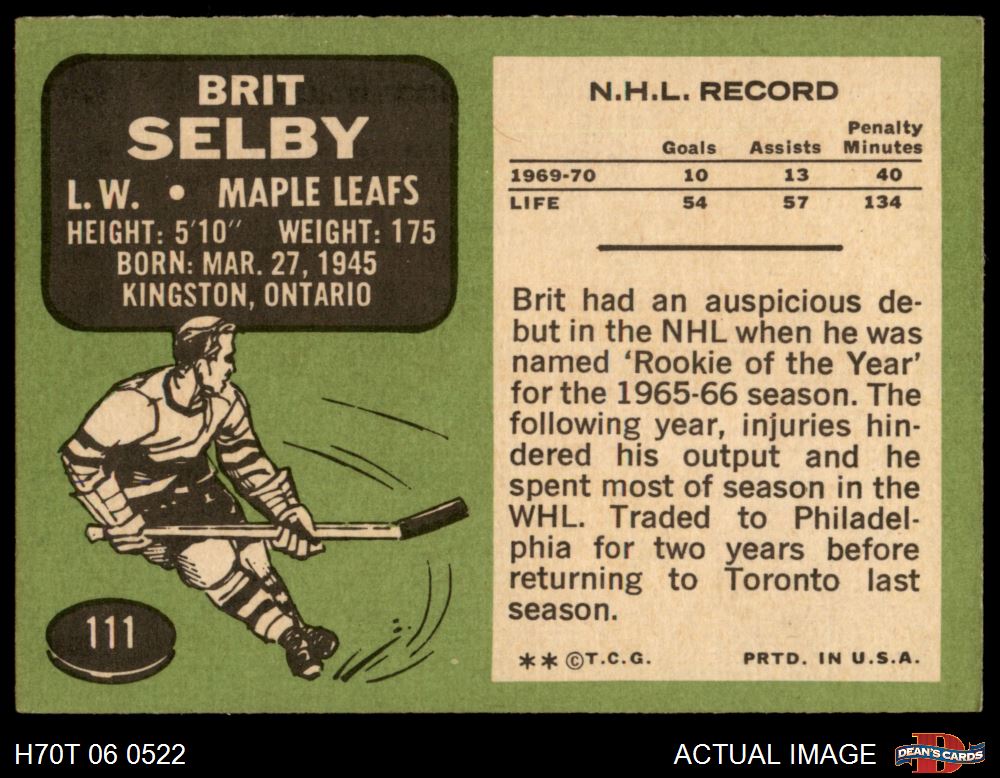 BRIT
SELBY
L.W. • MAPLE LEAFS
HEIGHT: 5'10" WEIGHT: 175
BORN: MAR. 27, 1945
KINGSTON, ONTARIO
111
N.H.L. RECORD
Goals Assists Penalty Minutes
1969-70 10 13 40
LIFE 54 57 134
Brit had an auspicious de-
but in the NHL when he was
named ‘Rookie of the Year’
for the 1965-66 season. The
following year, injuries hin-
dered his output and he
spent most of season in the
WHL. Traded to Philadel-
phia for two years before
returning to Toronto last
season.
** ©T.C.G. PRTD. IN U.S.A.
H70T 06 0522
ACTUAL IMAGE
D
DEAN'S CARDS